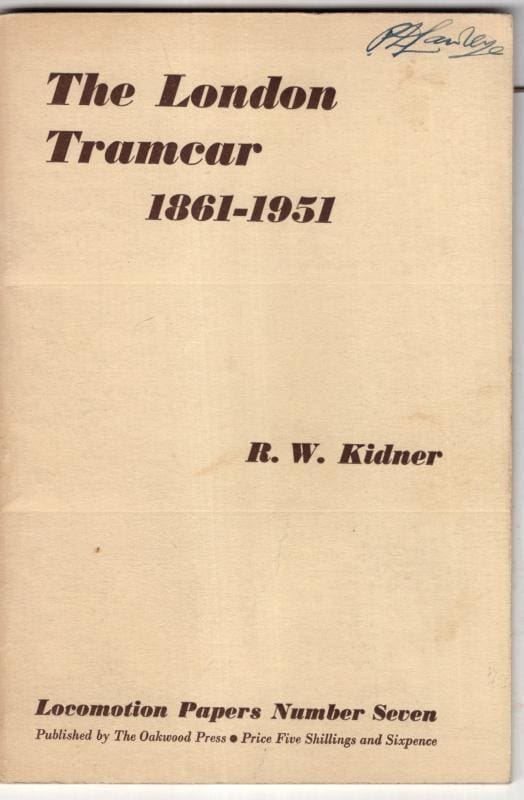 The London
Tramcar
1861-1951
R. W. Kidner
Locomotion Papers Number Seven
Published by The Oakwood Press ● Price Five Shillings and Sixpence